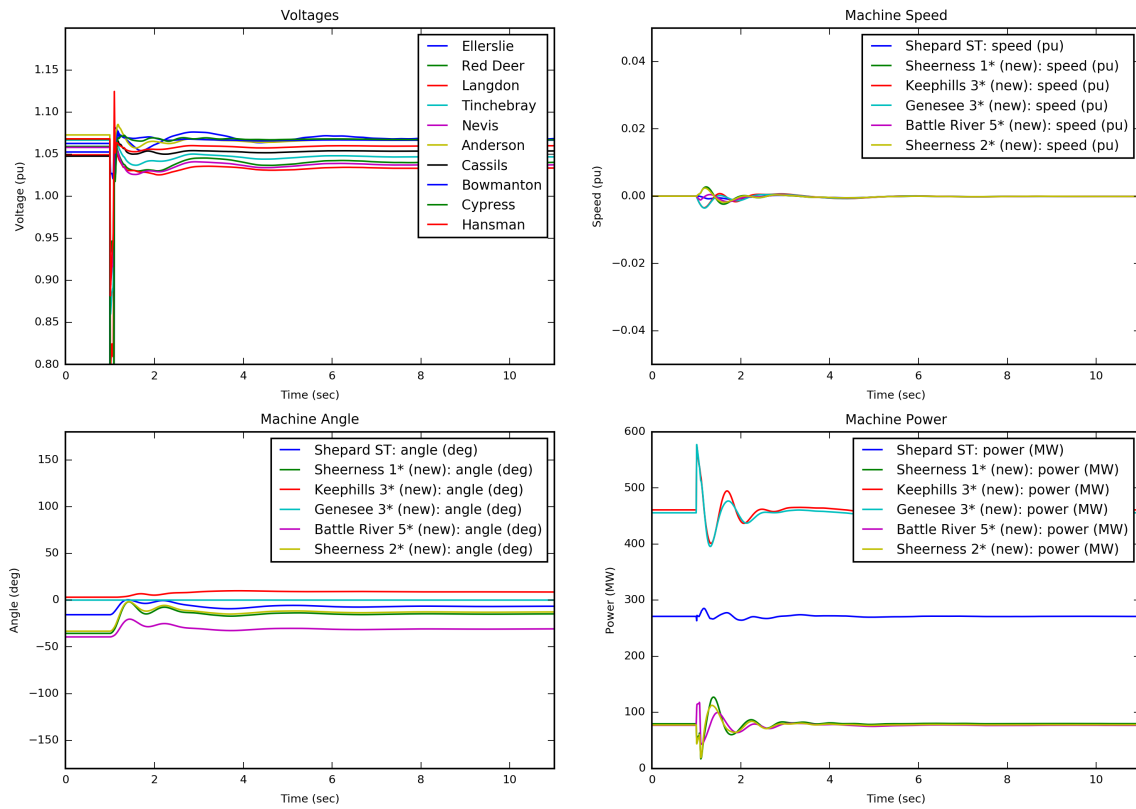 Voltages
1.15
1.10
1.05
1.00
0.95
0.90
0.85
0.80
Voltage (pu)
0
2
4
6
8
10
Time (sec)
Ellerslie
Red Deer
Langdon
Tinchebray
Nevis
Anderson
Cassils
Bowmanton
Cypress
Hansman
Machine Speed
0.04
0.02
0.00
−0.02
−0.04
Speed (pu)
0
2
4
6
8
10
Time (sec)
Shepard ST: speed (pu)
Sheerness 1* (new): speed (pu)
Keephills 3* (new): speed (pu)
Genesee 3* (new): speed (pu)
Battle River 5* (new): speed (pu)
Sheerness 2* (new): speed (pu)
Machine Angle
150
100
50
0
−50
−100
−150
Angle (deg)
0
2
4
6
8
10
Time (sec)
Shepard ST: angle (deg)
Sheerness 1* (new): angle (deg)
Keephills 3* (new): angle (deg)
Genesee 3* (new): angle (deg)
Battle River 5* (new): angle (deg)
Sheerness 2* (new): angle (deg)
Machine Power
600
500
400
300
200
100
0
Power (MW)
0
2
4
6
8
10
Time (sec)
Shepard ST: power (MW)
Sheerness 1* (new): power (MW)
Keephills 3* (new): power (MW)
Genesee 3* (new): power (MW)
Battle River 5* (new): power (MW)
Sheerness 2* (new): power (MW)